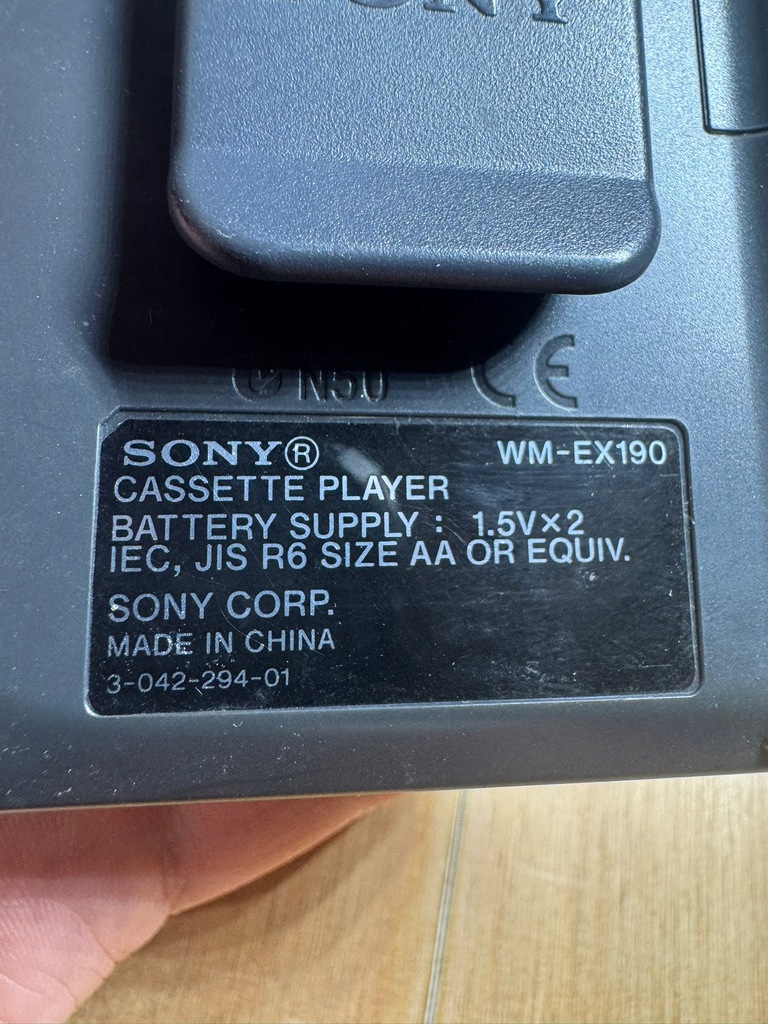 SONY
N50 CE
SONY® WM-EX190
CASSETTE PLAYER
BATTERY SUPPLY : 1.5V×2
IEC, JIS R6 SIZE AA OR EQUIV.
SONY CORP.
MADE IN CHINA
3-042-294-01